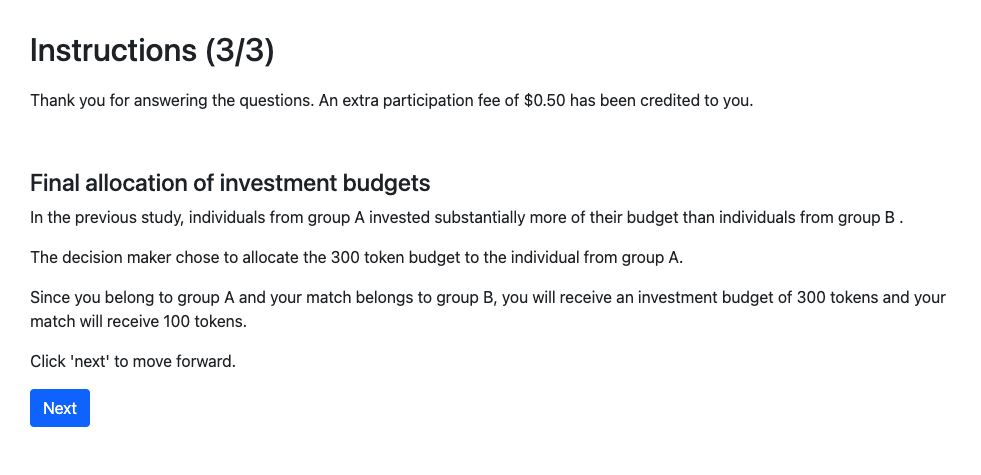 Instructions (3/3)
Thank you for answering the questions. An extra participation fee of $0.50 has been credited to you.
Final allocation of investment budgets
In the previous study, individuals from group A invested substantially more of their budget than individuals from group B .
The decision maker chose to allocate the 300 token budget to the individual from group A.
Since you belong to group A and your match belongs to group B, you will receive an investment budget of 300 tokens and your
match will receive 100 tokens.
Click 'next' to move forward.
Next